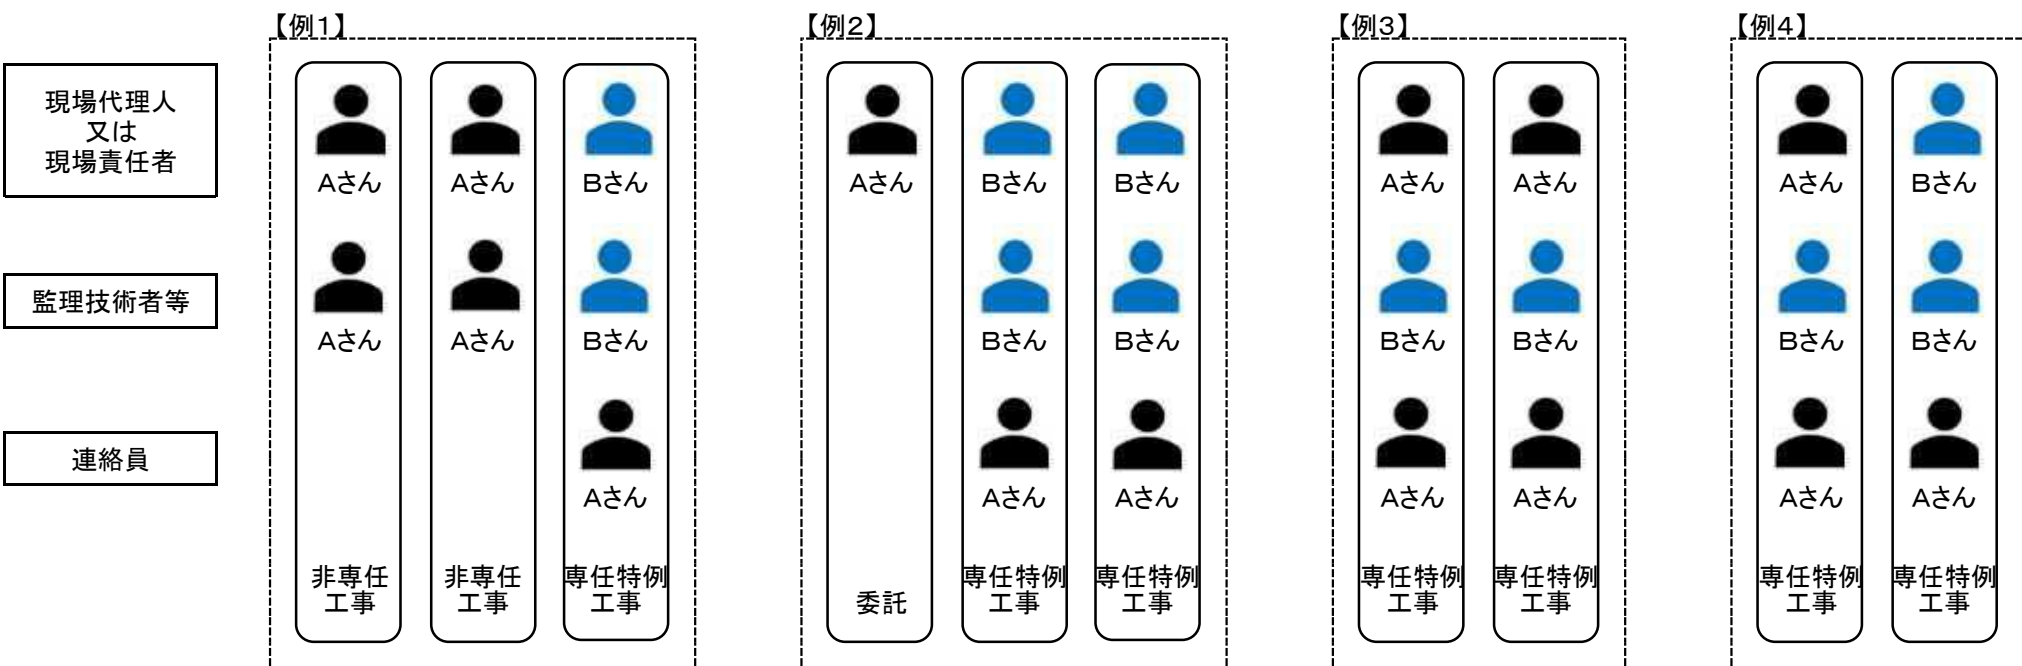 【例1】
【例2】
【例3】
【例4】
現場代理人
又は
現場責任者
Aさん
Aさん
Bさん
Aさん
Bさん
Bさん
Aさん
Aさん
Aさん
Bさん
監理技術者等
Aさん
Aさん
Bさん
Bさん
Bさん
Bさん
Bさん
Bさん
Bさん
連絡員
Aさん
Aさん
Aさん
Aさん
Aさん
Aさん
Aさん
非専任
工事
非専任
工事
専任特例
工事
委託
専任特例
工事
専任特例
工事
専任特例
工事
専任特例
工事
専任特例
工事
専任特例
工事